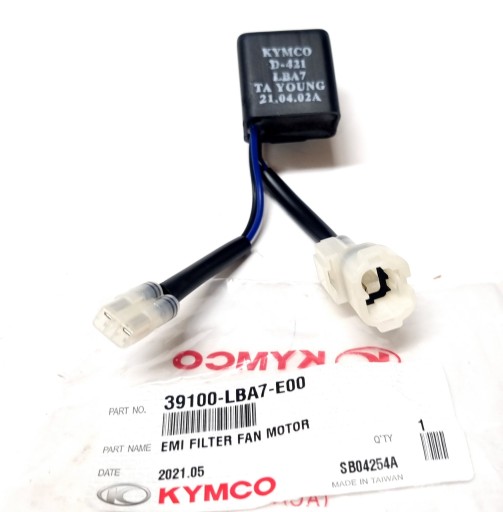 KYMCO
D-421
LBA7
TA YOUNG
21.04.02A
KYMCO
PART NO. 39100-LBA7-E00
PART NAME EMI FILTER FAN MOTOR
Q'TY 1
DATE 2021.05 SB04254A
MADE IN TAIWAN
KYMCO